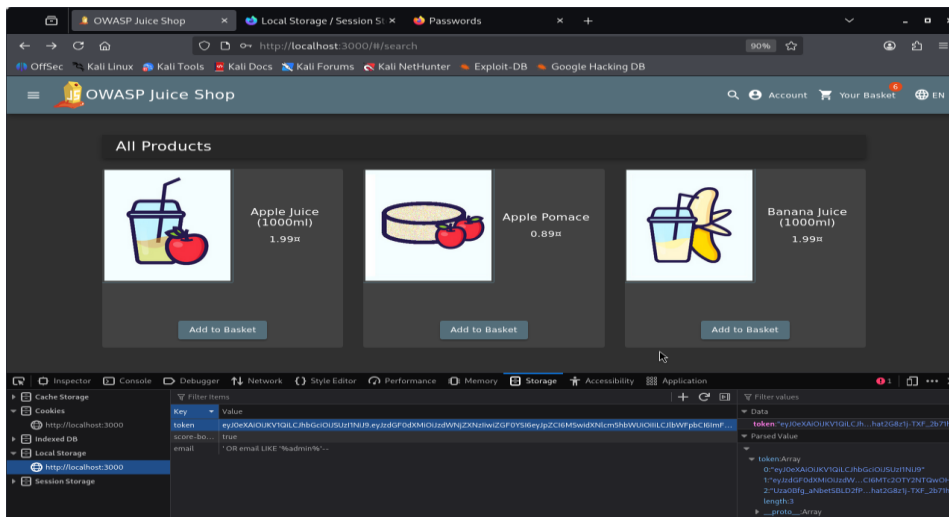 OWASP Juice Shop
Local Storage / Session St
Passwords
http://localhost:3000/#/search
90%
OffSec
Kali Linux
Kali Tools
Kali Docs
Kali Forums
Kali NetHunter
Exploit-DB
Google Hacking DB
OWASP Juice Shop
Account
Your Basket
6
EN
All Products
Apple Juice
(1000ml)
1.99¤
Add to Basket
Apple Pomace
0.89¤
Add to Basket
Banana Juice
(1000ml)
1.99¤
Add to Basket
Inspector
Console
Debugger
Network
Style Editor
Performance
Memory
Storage
Accessibility
Application
1
Cache Storage
Cookies
http://localhost:3000
Indexed DB
Local Storage
http://localhost:3000
Session Storage
Filter Items
Key
Value
token
score-bo...
true
email
' OR email LIKE '%admin%'--
Filter values
Data
Parsed Value
token:Array
length:3
__proto__:Array